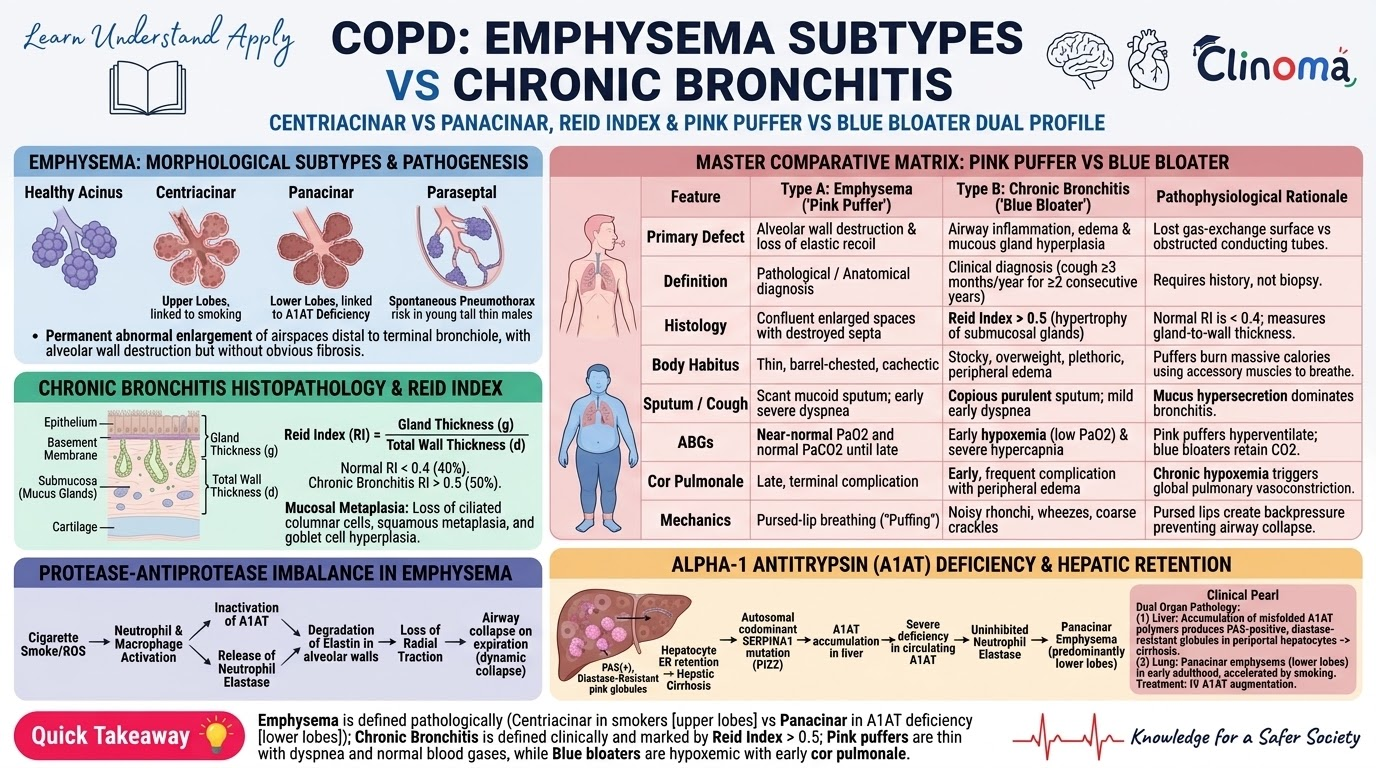 Learn Understand Apply
COPD: EMPHYSEMA SUBTYPES
VS CHRONIC BRONCHITIS
CENTRIACINAR VS PANACINAR, REID INDEX & PINK PUFFER VS BLUE BLOATER DUAL PROFILE
Clinoma
EMPHYSEMA: MORPHOLOGICAL SUBTYPES & PATHOGENESIS
Healthy Acinus
Centriacinar
Panacinar
Paraseptal
Upper Lobes,
linked to smoking
Lower Lobes, linked
to A1AT Deficiency
Spontaneous Pneumothorax
risk in young tall thin males
• Permanent abnormal enlargement of airspaces distal to terminal bronchiole, with
alveolar wall destruction but without obvious fibrosis.
CHRONIC BRONCHITIS HISTOPATHOLOGY & REID INDEX
Epithelium
Basement
Membrane
Submucosa
(Mucus Glands)
Cartilage
Gland
Thickness (g)
Total Wall
Thickness (d)
Reid Index (RI) = Gland Thickness (g)
Total Wall Thickness (d)
Normal RI < 0.4 (40%).
Chronic Bronchitis RI > 0.5 (50%).
Mucosal Metaplasia: Loss of ciliated
columnar cells, squamous metaplasia, and
goblet cell hyperplasia.
PROTEASE-ANTIPROTEASE IMBALANCE IN EMPHYSEMA
Cigarette
Smoke/ROS
Neutrophil &
Macrophage
Activation
Inactivation
of A1AT
Release of
Neutrophil
Elastase
Degradation
of Elastin in
alveolar walls
Loss of
Radial
Traction
Airway
collapse on
expiration
(dynamic
collapse)
MASTER COMPARATIVE MATRIX: PINK PUFFER VS BLUE BLOATER
Feature
Type A: Emphysema
('Pink Puffer')
Type B: Chronic Bronchitis
('Blue Bloater')
Pathophysiological Rationale
Primary Defect
Alveolar wall destruction &
loss of elastic recoil
Airway inflammation, edema &
mucous gland hyperplasia
Lost gas-exchange surface vs
obstructed conducting tubes.
Definition
Pathological / Anatomical
diagnosis
Clinical diagnosis (cough ≥3
months/year for ≥2 consecutive
years)
Requires history, not biopsy.
Histology
Confluent enlarged spaces
with destroyed septa
Reid Index > 0.5 (hypertrophy
of submucosal glands)
Normal RI is < 0.4; measures
gland-to-wall thickness.
Body Habitus
Thin, barrel-chested, cachectic
Stocky, overweight, plethoric,
peripheral edema
Puffers burn massive calories
using accessory muscles to breathe.
Sputum / Cough
Scant mucoid sputum; early
severe dyspnea
Copious purulent sputum; mild
early dyspnea
Mucus hypersecretion dominates
bronchitis.
ABGs
Near-normal PaO2 and
normal PaCO2 until late
Early hypoxemia (low PaO2) &
severe hypercapnia
Pink puffers hyperventilate;
blue bloaters retain CO2.
Cor Pulmonale
Late, terminal complication
Early, frequent complication
with peripheral edema
Chronic hypoxemia triggers
global pulmonary vasoconstriction.
Mechanics
Pursed-lip breathing ("Puffing")
Noisy rhonchi, wheezes, coarse
crackles
Pursed lips create backpressure
preventing airway collapse.
ALPHA-1 ANTITRYPSIN (A1AT) DEFICIENCY & HEPATIC RETENTION
PAS(+),
Diastase-Resistant
pink globules
Hepatocyte
ER retention
→ Hepstic
Cirrhosis
Autosomal
codominant
SERPINA1
mutation
(PIZZ)
A1AT
accumulation
in liver
Severe
deficiency
in circulating
A1AT
Uninhibited
Neutrophil
Elastase
Panacinar
Emphysema
(predominantly
lower lobes)
Clinical Pearl
Dual Organ Pathology:
(1) Liver: Accumulation of misfolded A1AT
polymers produces PAS-positive, diastase-
resistant globules in periportal hepatocytes ->
cirrhosis.
(3) Lung: Panacinar emphysems (lower lobes)
in early adulthood, accelerated by smoking.
Treatment: IV A1AT augmentation.
Quick Takeaway
Emphysema is defined pathologically (Centriacinar in smokers [upper lobes] vs Panacinar in A1AT deficiency
[lower lobes]); Chronic Bronchitis is defined clinically and marked by Reid Index > 0.5; Pink puffers are thin
with dyspnea and normal blood gases, while Blue bloaters are hypoxemic with early cor pulmonale.
Knowledge for a Safer Society